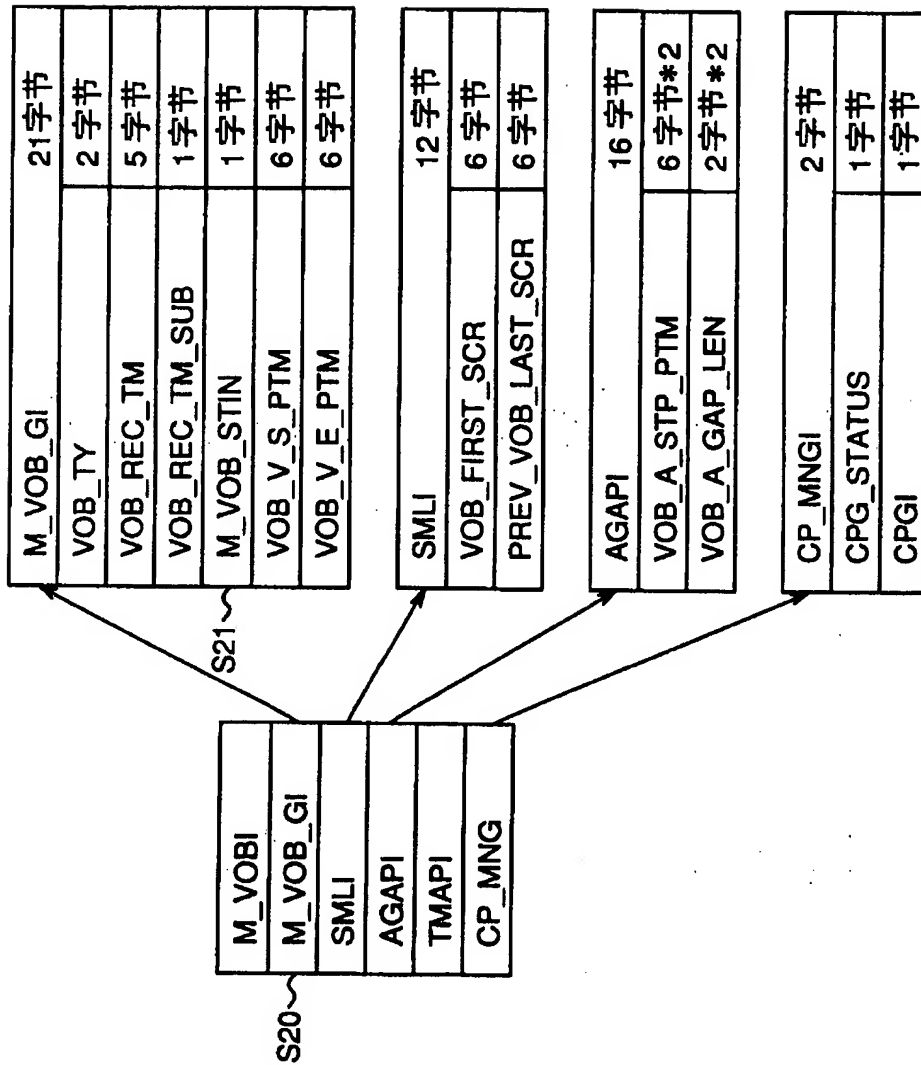 S20
M_VOBI
M_VOB_GI
SMLI
AGAPI
TMAPI
CP_MNG
S21
M_VOB_GI 21字节
VOB_TY 2字节
VOB_REC_TM 5字节
VOB_REC_TM_SUB 1字节
M_VOB_STIN 1字节
VOB_V_S_PTM 6字节
VOB_V_E_PTM 6字节
SMLI 12字节
VOB_FIRST_SCR 6字节
PREV_VOB_LAST_SCR 6字节
AGAPI 16字节
VOB_A_STP_PTM 6字节*2
VOB_A_GAP_LEN 2字节*2
CP_MNGI 2字节
CPG_STATUS 1字节
CPGI 1字节